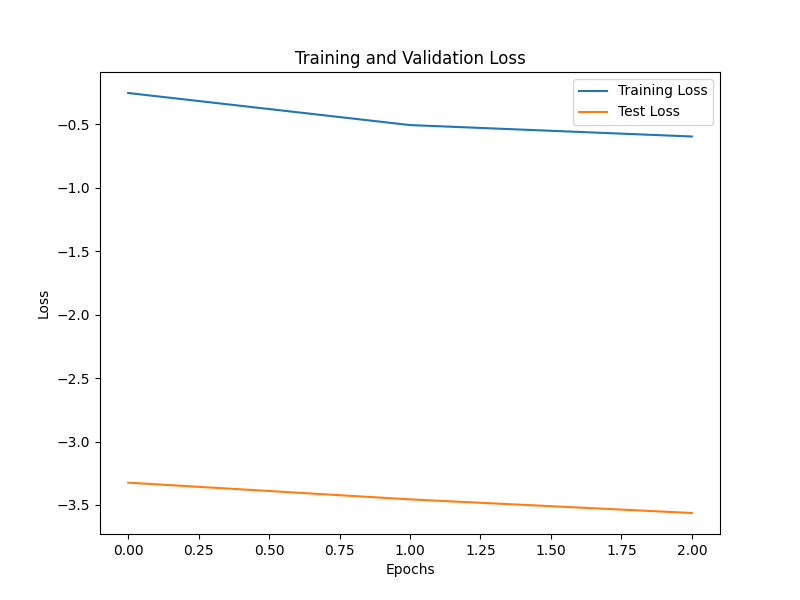 Training and Validation Loss
Training Loss
Test Loss
−0.5
−1.0
−1.5
−2.0
−2.5
−3.0
−3.5
Loss
0.00 0.25 0.50 0.75 1.00 1.25 1.50 1.75 2.00
Epochs